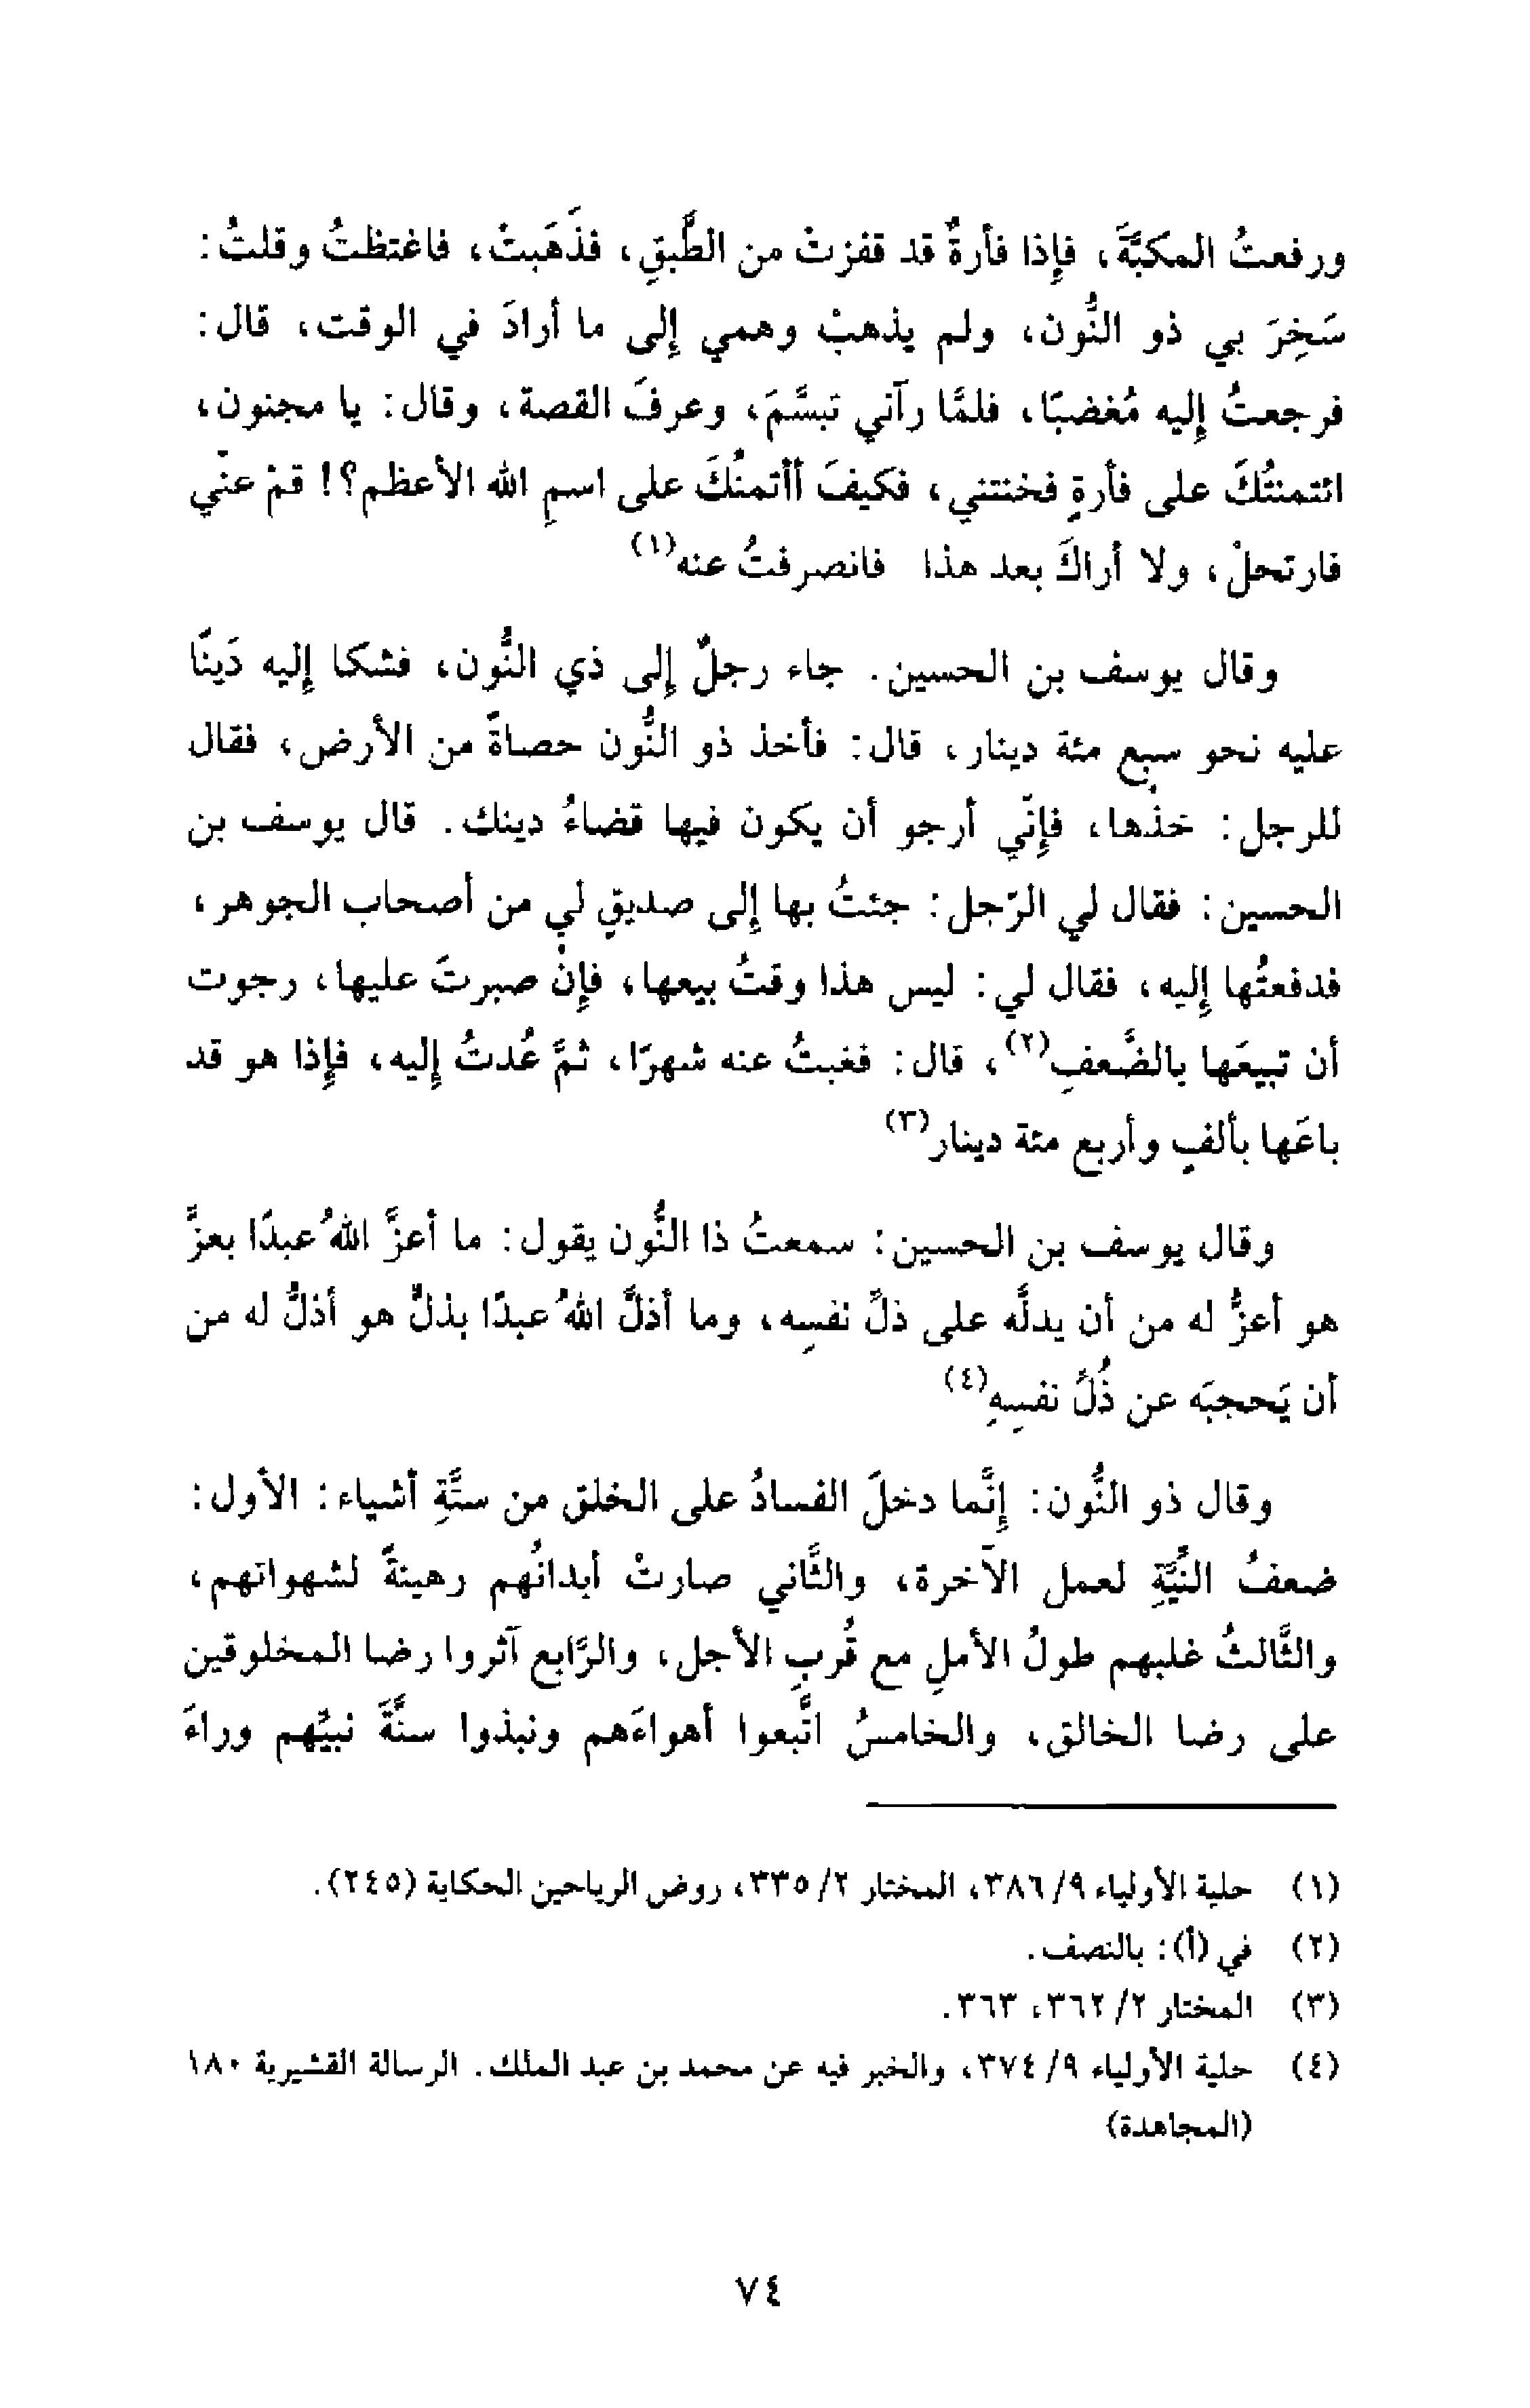 ورفعتُ المكبَّةَ، فإذا فأرةٌ قد قفزتْ من الطَّبقِ، فذَهَبتْ، فاغتظتُ وقلتُ:
سَخِرَ بي ذو النُّون، ولم يذهبْ وهمي إلى ما أرادَ في الوقت، قال:
فرجعتُ إليه مُغضبًا، فلمَّا رآني تبسَّمَ، وعرفَ القصة، وقال: يا مجنون،
ائتمنتُكَ على فأرةٍ فخنتني، فكيفَ أأتمنُكَ على اسمِ الله الأعظم؟! قمْ عنّي
فارتحلْ، ولا أراكَ بعد هذا فانصرفتُ عنه(١)
وقال يوسف بن الحسين. جاء رجلٌ إلى ذي النُّون، فشكا إليه دَينًا
عليه نحو سبع مئة دينار، قال: فأخذ ذو النُّون حصاةً من الأرض، فقال
للرجل: خذها، فإنّي أرجو أن يكون فيها قضاءُ دينك. قال يوسف بن
الحسين: فقال لي الرّجل: جئتُ بها إلى صديقٍ لي من أصحاب الجوهر،
فدفعتُها إليه، فقال لي: ليس هذا وقتُ بيعها، فإنْ صبرتَ عليها، رجوت
أن تبيعَها بالضَّعفِ(٢)، قال: فغبتُ عنه شهرًا، ثمَّ عُدتُ إليه، فإذا هو قد
باعَها بألفٍ وأربع مئة دينار(٣)
وقال يوسف بن الحسين: سمعتُ ذا النُّون يقول: ما أعزَّ اللهُ عبدًا بعزٍّ
هو أعزُّ له من أن يدلَّه على ذلِّ نفسِه، وما أذلَّ اللهُ عبدًا بذلٍّ هو أذلُّ له من
أن يَحجبَه عن ذُلِّ نفسِهِ(٤)
وقال ذو النُّون: إنَّما دخلَ الفسادُ على الخلق من ستَّةِ أشياء: الأول:
ضعفُ النيَّةِ لعمل الآخرة، والثَّاني صارتْ أبدانُهم رهينةً لشهواتهم،
والثَّالثُ غلبهم طولُ الأملِ مع قُربِ الأجل، والرَّابع آثروا رضا المخلوقين
على رضا الخالق، والخامسُ اتَّبعوا أهواءَهم ونبذوا سنَّةَ نبيِّهم وراءَ
(١) حلية الأولياء ٩/ ٣٨٦، المختار ٢/ ٣٣٥، روض الرياحين الحكاية (٢٤٥).
(٢) في (أ): بالنصف.
(٣) المختار ٢/ ٣٦٢، ٣٦٣.
(٤) حلية الأولياء ٩/ ٣٧٤، والخبر فيه عن محمد بن عبد الملك. الرسالة القشيرية ١٨٠
(المجاهدة)
٧٤